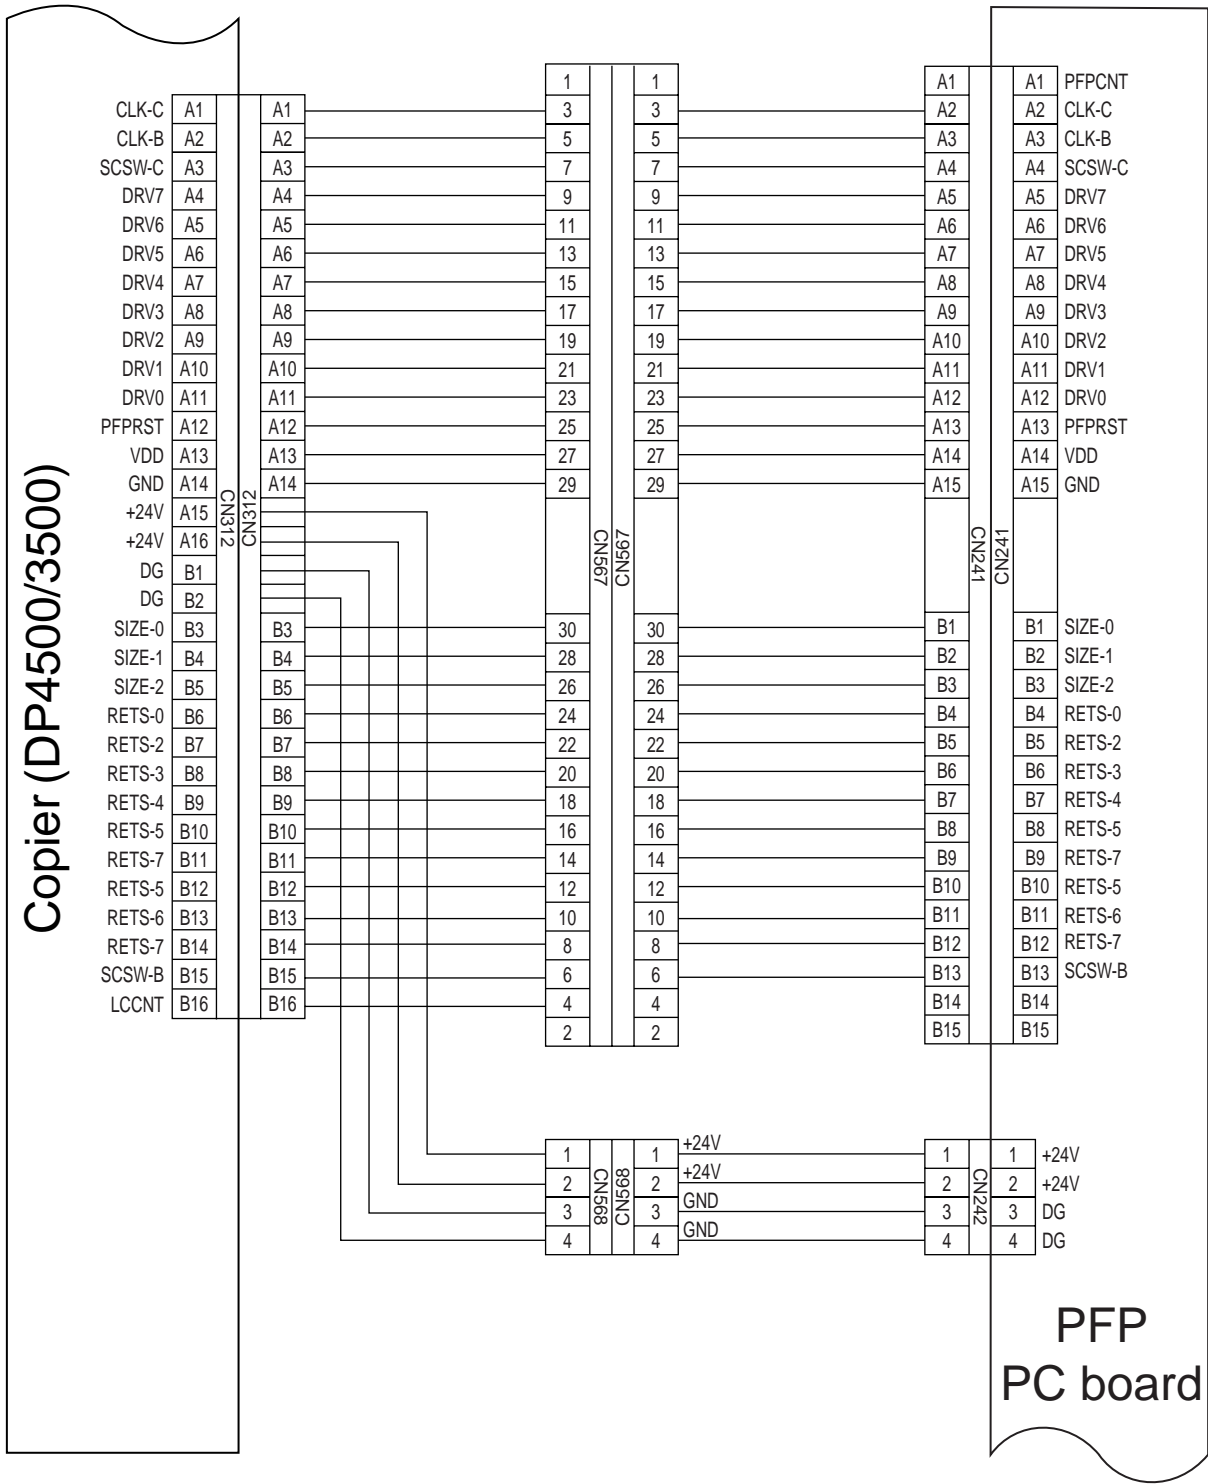 1 1 A1 A1 PFPCNT
CLK-C A1 A1 3 3 A2 A2 CLK-C
CLK-B A2 A2 5 5 A3 A3 CLK-B
SCSW-C A3 A3 7 7 A4 A4 SCSW-C
DRV7 A4 A4 9 9 A5 A5 DRV7
DRV6 A5 A5 11 11 A6 A6 DRV6
DRV5 A6 A6 13 13 A7 A7 DRV5
DRV4 A7 A7 15 15 A8 A8 DRV4
DRV3 A8 A8 17 17 A9 A9 DRV3
DRV2 A9 A9 19 19 A10 A10 DRV2
DRV1 A10 A10 21 21 A11 A11 DRV1
DRV0 A11 A11 23 23 A12 A12 DRV0
PFPRST A12 A12 25 25 A13 A13 PFPRST
VDD A13 A13 27 27 A14 A14 VDD
GND A14 A14 29 29 A15 A15 GND
+24V A15
+24V A16
DG B1
DG B2
CN312
CN312
CN567
CN567
CN241
CN241
Copier (DP4500/3500)
SIZE-0 B3 B3 30 30 B1 B1 SIZE-0
SIZE-1 B4 B4 28 28 B2 B2 SIZE-1
SIZE-2 B5 B5 26 26 B3 B3 SIZE-2
RETS-0 B6 B6 24 24 B4 B4 RETS-0
RETS-2 B7 B7 22 22 B5 B5 RETS-2
RETS-3 B8 B8 20 20 B6 B6 RETS-3
RETS-4 B9 B9 18 18 B7 B7 RETS-4
RETS-5 B10 B10 16 16 B8 B8 RETS-5
RETS-7 B11 B11 14 14 B9 B9 RETS-7
RETS-5 B12 B12 12 12 B10 B10 RETS-5
RETS-6 B13 B13 10 10 B11 B11 RETS-6
RETS-7 B14 B14 8 8 B12 B12 RETS-7
SCSW-B B15 B15 6 6 B13 B13 SCSW-B
LCCNT B16 B16 4 4 B14 B14
2 2 B15 B15
1 1 +24V 1 1 +24V
2 2 +24V 2 2 +24V
3 3 GND 3 3 DG
4 4 GND 4 4 DG
CN568
CN568
CN242
PFP
PC board